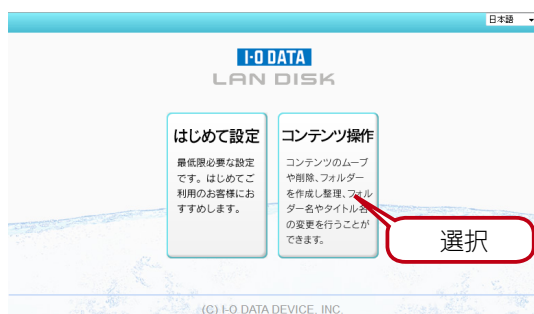 日本語
I-O DATA
LAN DISK
はじめて設定
最低限必要な設定
です。はじめてご
利用のお客様にお
すすめします。
コンテンツ操作
コンテンツのムーブ
や削除、フォルダー
を作成し整理、フォル
ダー名やタイトル名
の変更を行うことが
できます。
選択
(C) I-O DATA DEVICE, INC.